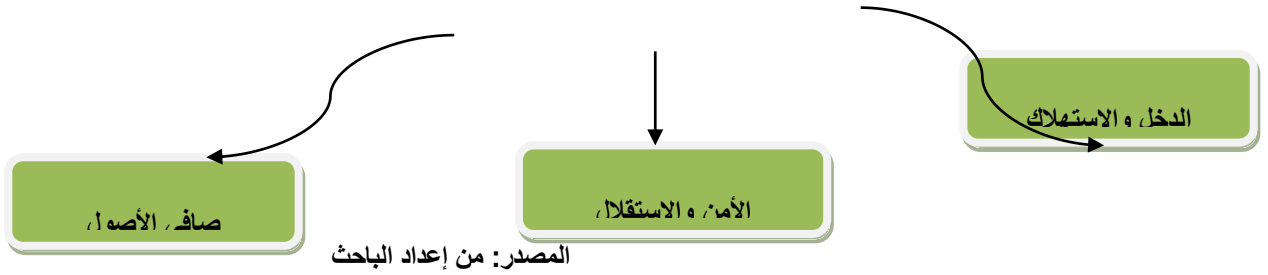 الدخل و الاستهلاك
الأمن و الاستقلال
صافي الأصول
المصدر: من إعداد الباحث